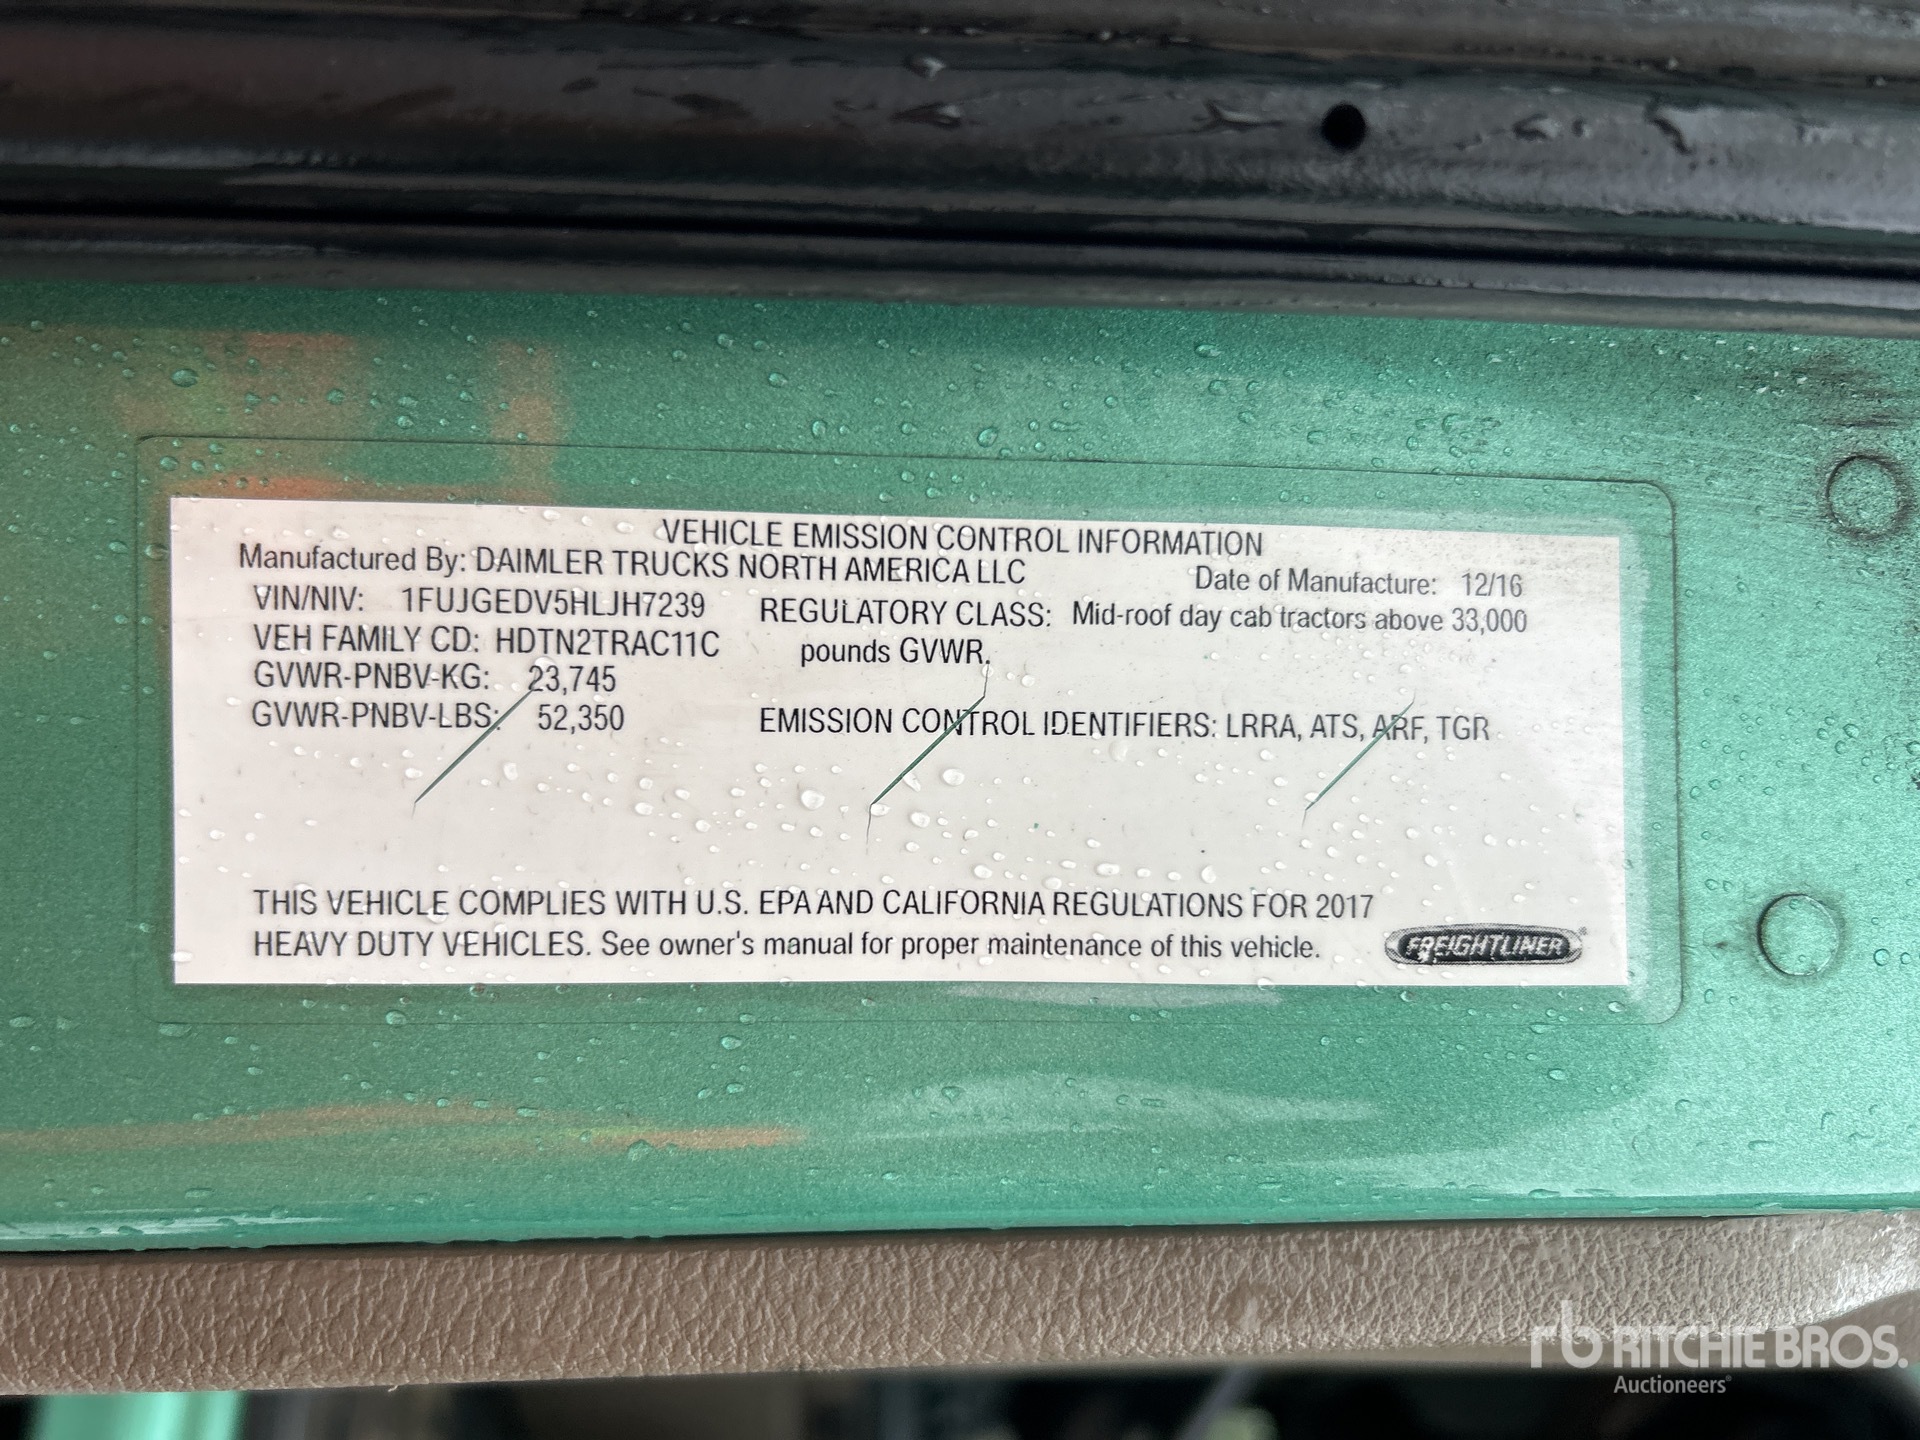 VEHICLE EMISSION CONTROL INFORMATION
Manufactured By: DAIMLER TRUCKS NORTH AMERICA LLC
Date of Manufacture: 12/16
VIN/NIV: 1FUJGEDV5HLJH7239
REGULATORY CLASS: Mid-roof day cab tractors above 33,000
pounds GVWR.
VEH FAMILY CD: HDTN2TRAC11C
GVWR-PNBV-KG: 23,745
GVWR-PNBV-LBS: 52,350
EMISSION CONTROL IDENTIFIERS: LRRA, ATS, ARF, TGR
THIS VEHICLE COMPLIES WITH U.S. EPA AND CALIFORNIA REGULATIONS FOR 2017
HEAVY DUTY VEHICLES. See owner's manual for proper maintenance of this vehicle.
FREIGHTLINER®
rb RITCHIE BROS.
Auctioneers®